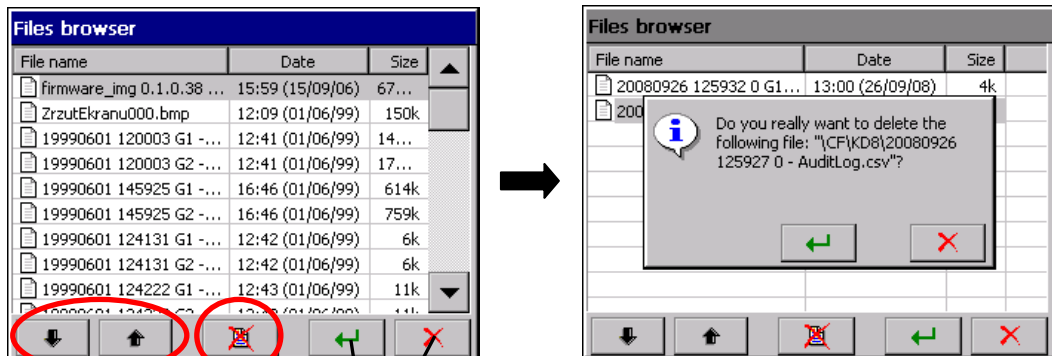 Files browser
File name Date Size
firmware_img 0.1.0.38 ... 15:59 (15/09/06) 67...
ZrzutEkranu000.bmp 12:09 (01/06/99) 150k
19990601 120003 G1 -... 12:41 (01/06/99) 14...
19990601 120003 G2 -... 12:41 (01/06/99) 17...
19990601 145925 G1 -... 16:46 (01/06/99) 614k
19990601 145925 G2 -... 16:46 (01/06/99) 759k
19990601 124131 G1 -... 12:42 (01/06/99) 6k
19990601 124131 G2 -... 12:42 (01/06/99) 6k
19990601 124222 G1 -... 12:43 (01/06/99) 11k
Files browser
File name Date Size
20080926 125932 0 G1... 13:00 (26/09/08) 4k
200
Do you really want to delete the
following file: "\CF\KD8\20080926
125927 0 - AuditLog.csv"?